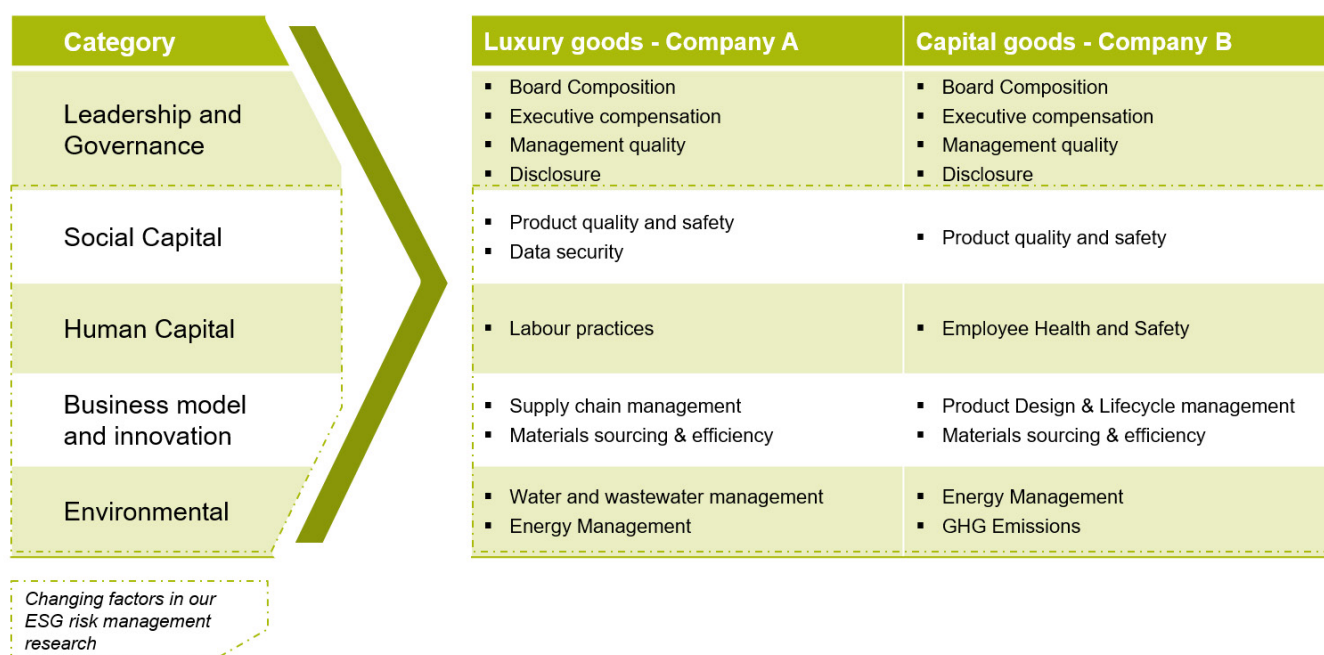 Category
Luxury goods - Company A
Capital goods - Company B
Leadership and
Governance
▪ Board Composition
▪ Executive compensation
▪ Management quality
▪ Disclosure
▪ Board Composition
▪ Executive compensation
▪ Management quality
▪ Disclosure
Social Capital
▪ Product quality and safety
▪ Data security
▪ Product quality and safety
Human Capital
▪ Labour practices
▪ Employee Health and Safety
Business model
and innovation
▪ Supply chain management
▪ Materials sourcing & efficiency
▪ Product Design & Lifecycle management
▪ Materials sourcing & efficiency
Environmental
▪ Water and wastewater management
▪ Energy Management
▪ Energy Management
▪ GHG Emissions
Changing factors in our
ESG risk management
research